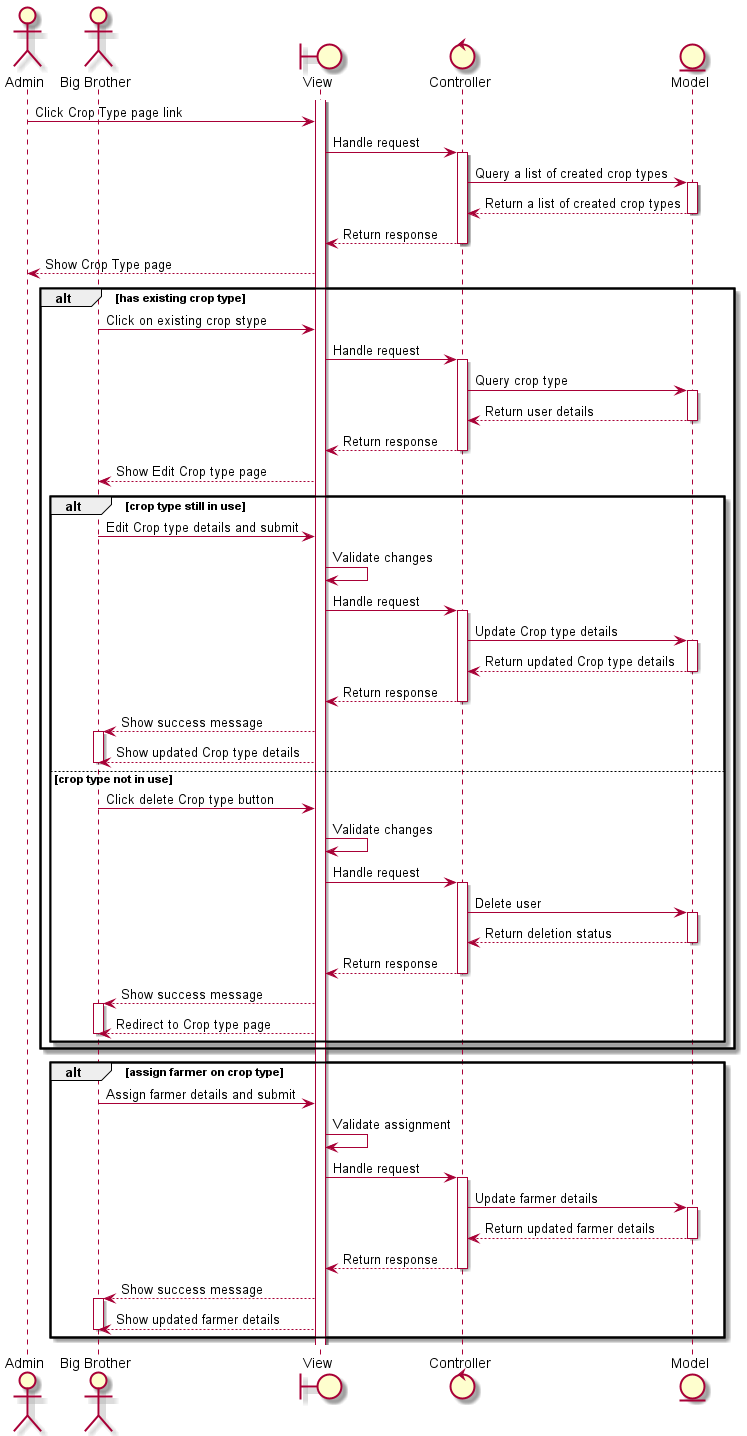 Admin Big Brother View Controller Model
Click Crop Type page link
Handle request
Query a list of created crop types
Return a list of created crop types
Return response
Show Crop Type page
alt [has existing crop type]
Click on existing crop stype
Handle request
Query crop type
Return user details
Return response
Show Edit Crop type page
alt [crop type still in use]
Edit Crop type details and submit
Validate changes
Handle request
Update Crop type details
Return updated Crop type details
Return response
Show success message
Show updated Crop type details
[crop type not in use]
Click delete Crop type button
Validate changes
Handle request
Delete user
Return deletion status
Return response
Show success message
Redirect to Crop type page
alt [assign farmer on crop type]
Assign farmer details and submit
Validate assignment
Handle request
Update farmer details
Return updated farmer details
Return response
Show success message
Show updated farmer details
Admin Big Brother View Controller Model